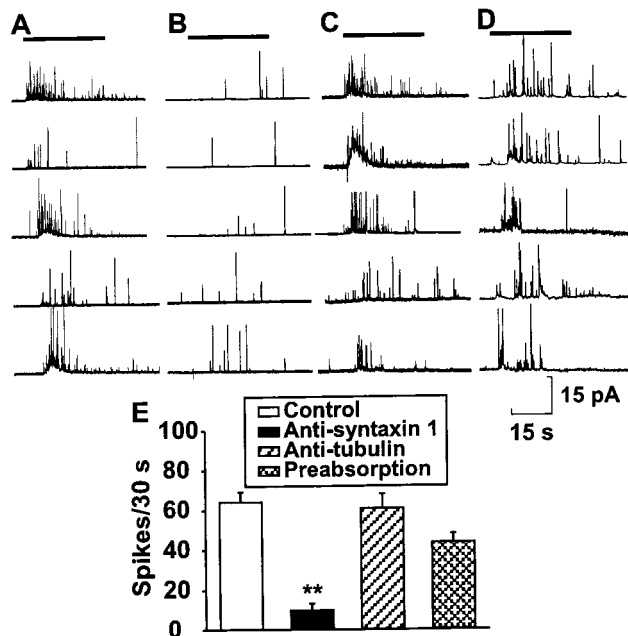 A B C D
15 pA
15 s
E
Control
Anti-syntaxin 1
Anti-tubulin
Preabsorption
100
80
60
40
20
0
Spikes/30 s
**